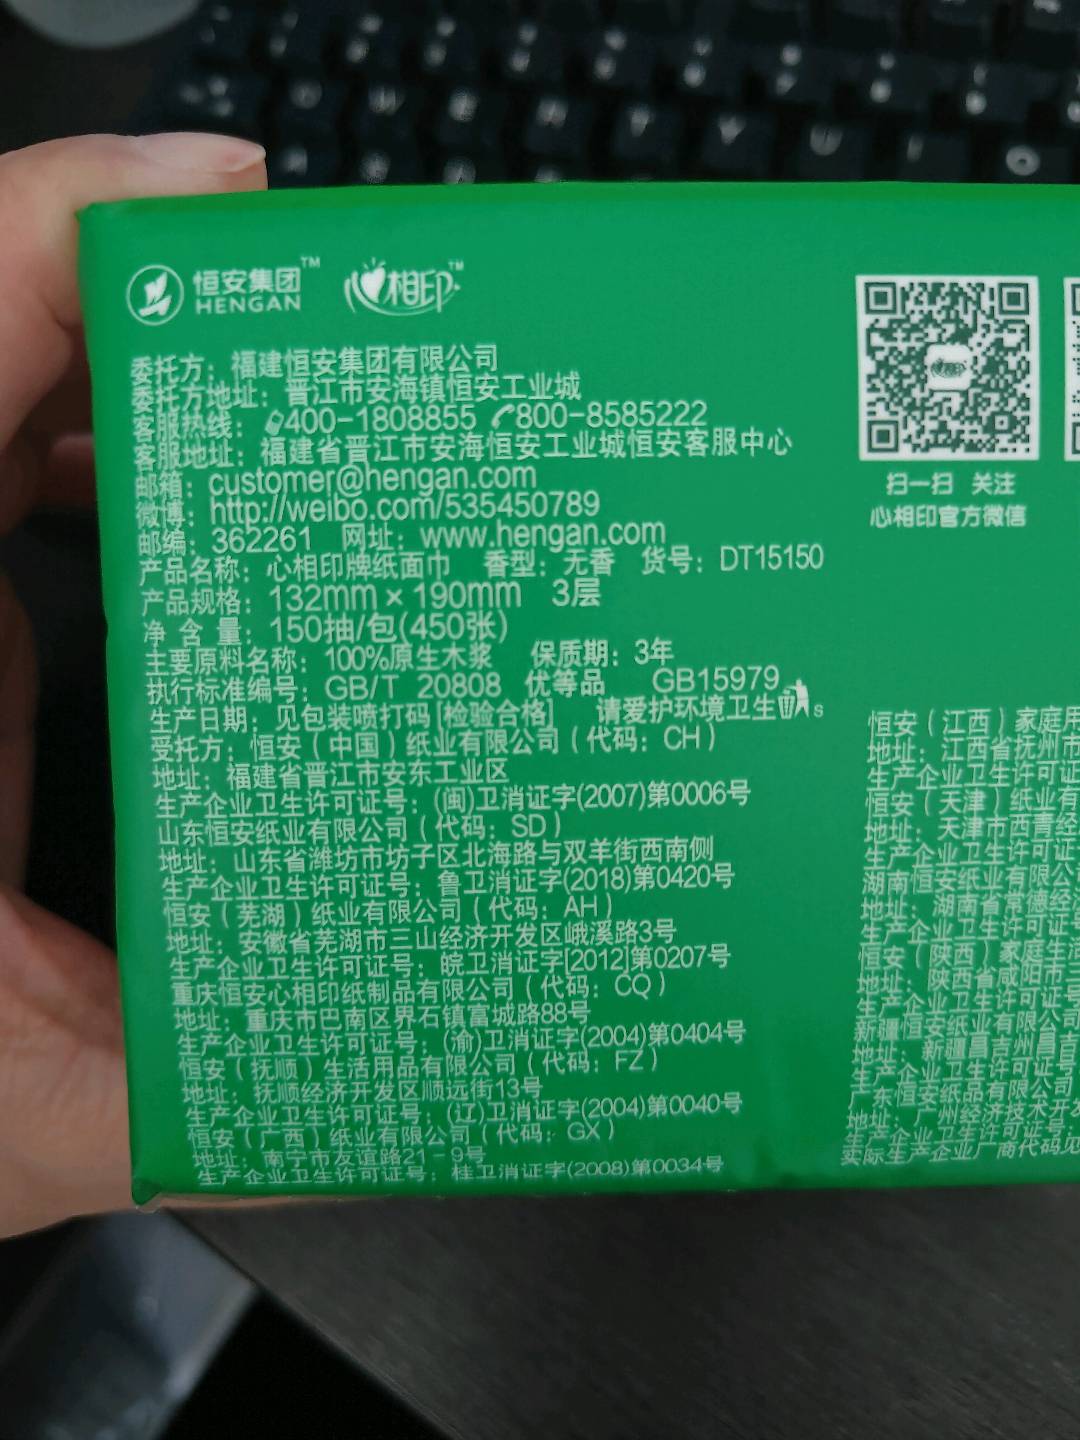 恒安集团™
HENGAN
心相印™
委托方：福建恒安集团有限公司
委托方地址：晋江市安海镇恒安工业城
客服热线：400-1808855 800-8585222
客服地址：福建省晋江市安海恒安工业城恒安客服中心
邮箱：customer@hengan.com
微博：http://weibo.com/535450789
邮编：362261 网址：www.hengan.com
产品名称：心相印牌纸面巾 香型：无香 货号：DT15150
产品规格：132mm×190mm 3层
净含量：150抽/包(450张)
主要原料名称：100%原生木浆 保质期：3年
执行标准编号：GB/T 20808 优等品 GB15979
生产日期：见包装喷打码[检验合格] 请爱护环境卫生 s
受托方：恒安（中国）纸业有限公司（代码：CH）
地址：福建省晋江市安东工业区
生产企业卫生许可证号：(闽)卫消证字(2007)第0006号
山东恒安纸业有限公司（代码：SD）
地址：山东省潍坊市坊子区北海路与双羊街西南侧
生产企业卫生许可证号：鲁卫消证字(2018)第0420号
恒安（芜湖）纸业有限公司（代码：AH）
地址：安徽省芜湖市三山经济开发区峨溪路3号
生产企业卫生许可证号：皖卫消证字[2012]第0207号
重庆恒安心相印纸制品有限公司（代码：CQ）
地址：重庆市巴南区界石镇富城路88号
生产企业卫生许可证号：(渝)卫消证字(2004)第0404号
恒安（抚顺）生活用品有限公司（代码：FZ）
地址：抚顺经济开发区顺远街13号
生产企业卫生许可证号：(辽)卫消证字(2004)第0040号
恒安（广西）纸业有限公司（代码：GX）
地址：南宁市友谊路21-9号
生产企业卫生许可证号：桂卫消证字(2008)第0034号
扫一扫 关注
心相印官方微信
恒安（江西）家庭用
地址：江西省抚州市
生产企业卫生许可证
恒安（天津）纸业有
地址：天津市西青经
生产企业卫生许可证
湖南恒安纸业有限公
地址：湖南省常德经
生产企业卫生许可证
恒安（陕西）家庭生
地址：陕西省咸阳市
生产企业卫生许可证号
新疆恒安纸业有限公司
地址：新疆昌吉州昌吉
生产企业卫生许可证号
广东恒安纸品有限公司
地址：广州经济技术开
生产企业卫生许可证号：
实际生产企业厂商代码见